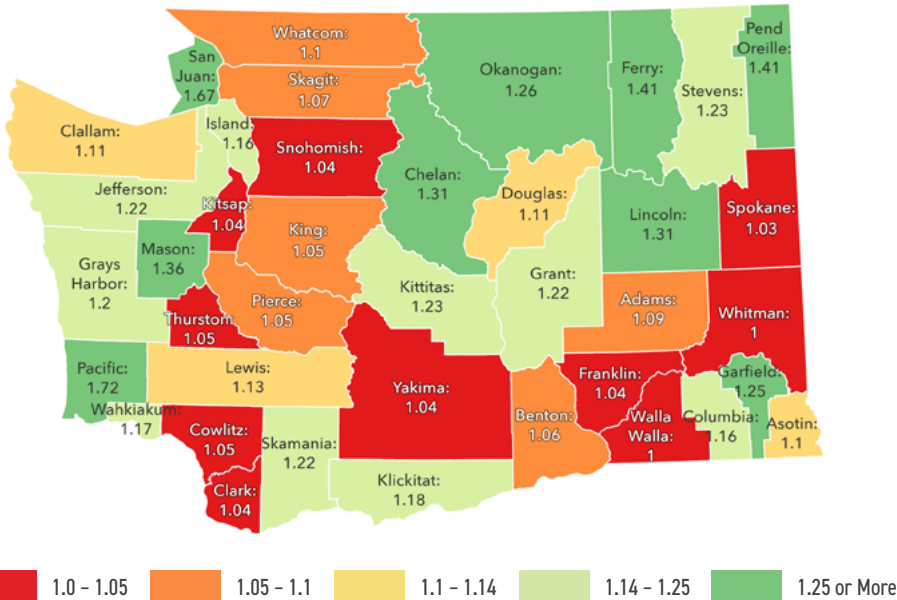 Whatcom:
1.1
San
Juan:
1.67
Skagit:
1.07
Okanogan:
1.26
Ferry:
1.41
Stevens:
1.23
Pend
Oreille:
1.41
Clallam:
1.11
Island:
1.16
Snohomish:
1.04
Chelan:
1.31
Douglas:
1.11
Jefferson:
1.22
Kitsap:
1.04
King:
1.05
Lincoln:
1.31
Spokane:
1.03
Mason:
1.36
Grays
Harbor:
1.2
Kittitas:
1.23
Grant:
1.22
Pierce:
1.05
Adams:
1.09
Thurston:
1.05
Whitman:
1
Pacific:
1.72
Lewis:
1.13
Yakima:
1.04
Franklin:
1.04
Garfield:
1.25
Wahkiakum:
1.17
Cowlitz:
1.05
Skamania:
1.22
Benton:
1.06
Walla
Walla:
1
Columbia:
1.16
Asotin:
1.1
Clark:
1.04
Klickitat:
1.18
1.0 – 1.05
1.05 – 1.1
1.1 – 1.14
1.14 – 1.25
1.25 or More